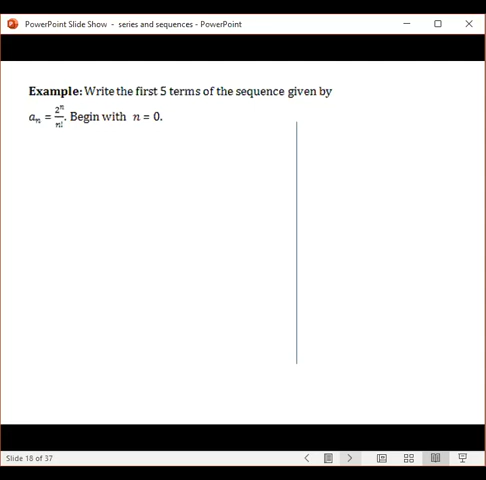 PowerPoint Slide Show - series and sequences - PowerPoint
Example: Write the first 5 terms of the sequence given by
aₙ = 2ⁿ/n!. Begin with n = 0.
Slide 18 of 37